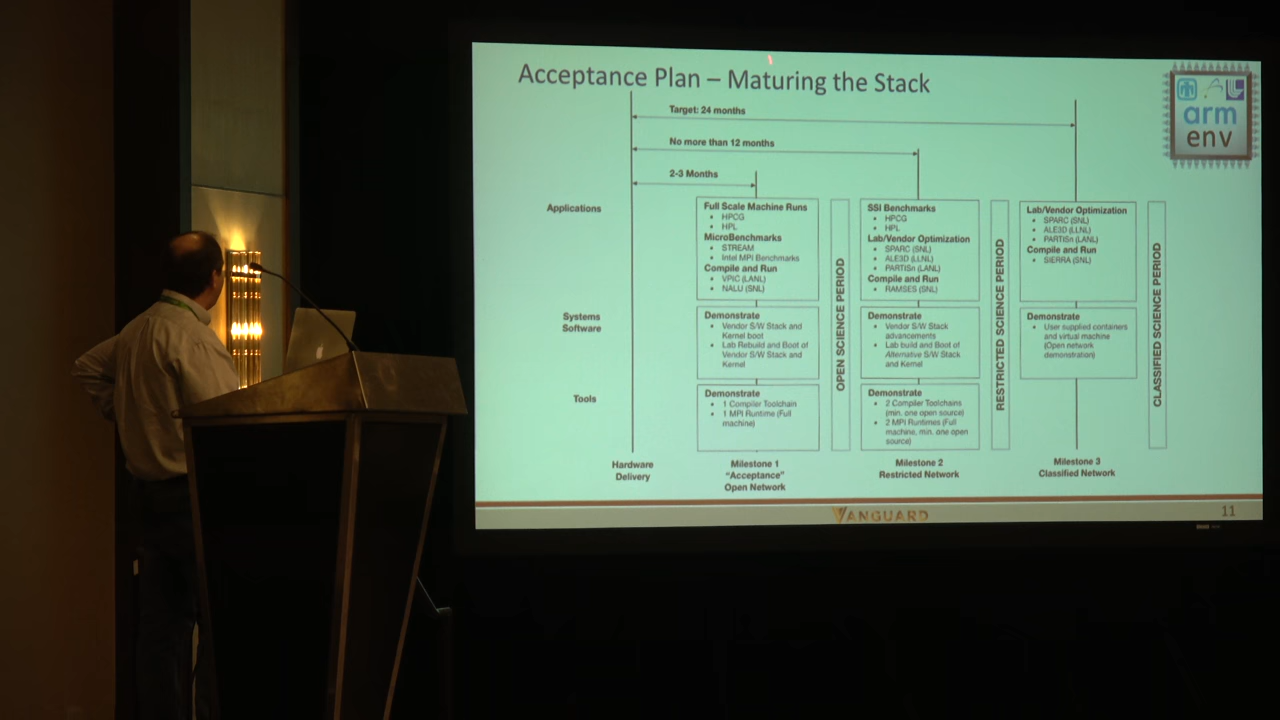 Acceptance Plan – Maturing the Stack
arm
env
Target: 24 months
No more than 12 months
2-3 Months
Applications
Full Scale Machine Runs
• HPCG
• HPL
MicroBenchmarks
• STREAM
• Intel MPI Benchmarks
Compile and Run
• VPIC (LANL)
• NALU (SNL)
OPEN SCIENCE PERIOD
SSI Benchmarks
• HPCG
• HPL
Lab/Vendor Optimization
• SPARC (SNL)
• ALE3D (LLNL)
• PARTISn (LANL)
Compile and Run
• RAMSES (SNL)
RESTRICTED SCIENCE PERIOD
Lab/Vendor Optimization
• SPARC (SNL)
• ALE3D (LLNL)
• PARTISn (LANL)
Compile and Run
• SIERRA (SNL)
CLASSIFIED SCIENCE PERIOD
Systems
Software
Demonstrate
• Vendor S/W Stack and
Kernel boot
• Lab Rebuild and Boot of
Vendor S/W Stack and
Kernel
Demonstrate
• Vendor S/W Stack
advancements
• Lab build and Boot of
Alternative S/W Stack
and Kernel
Demonstrate
• User supplied containers
and virtual machine
(Open network
demonstration)
Tools
Demonstrate
• 1 Compiler Toolchain
• 1 MPI Runtime (Full
machine)
Demonstrate
• 2 Compiler Toolchains
(min. one open source)
• 2 MPI Runtimes (Full
machine, min. one open
source)
Hardware
Delivery
Milestone 1
"Acceptance"
Open Network
Milestone 2
Restricted Network
Milestone 3
Classified Network
VANGUARD
11